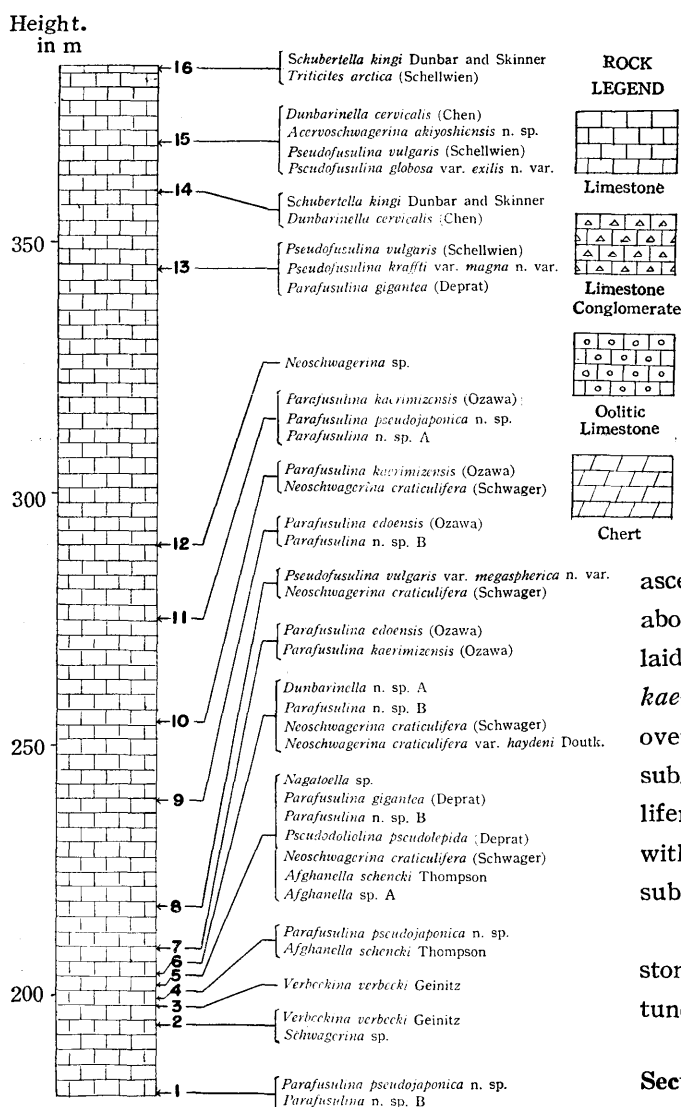 Height.
in m
16
Schubertella kingi Dunbar and Skinner
Triticites arctica (Schellwien)
15
Dunbarinella cervicalis (Chen)
Acervoschwagerina akiyoshiensis n. sp.
Pseudofusulina vulgaris (Schellwien)
Pseudofusulina globosa var. exilis n. var.
14
Schubertella kingi Dunbar and Skinner
Dunbarinella cervicalis (Chen)
350
13
Pseudofusulina vulgaris (Schellwien)
Pseudofusulina kraffti var. magna n. var.
Parafusulina gigantea (Deprat)
Neoschwagerina sp.
Parafusulina kaerimizensis (Ozawa)
Parafusulina pseudojaponica n. sp.
Parafusulina n. sp. A
Parafusulina kaerimizensis (Ozawa)
Neoschwagerina craticulifera (Schwager)
300
Parafusulina edoensis (Ozawa)
Parafusulina n. sp. B
12
Pseudofusulina vulgaris var. megaspherica n. var.
Neoschwagerina craticulifera (Schwager)
11
Parafusulina edoensis (Ozawa)
Parafusulina kaerimizensis (Ozawa)
Dunbarinella n. sp. A
Parafusulina n. sp. B
Neoschwagerina craticulifera (Schwager)
Neoschwagerina craticulifera var. haydeni Doutk.
10
250
9
Nagatoella sp.
Parafusulina gigantea (Deprat)
Parafusulina n. sp. B
Pseudodoliolina pseudolepida (Deprat)
Neoschwagerina craticulifera (Schwager)
Afghanella schencki Thompson
Afghanella sp. A
8
7
6
5
4
Parafusulina pseudojaponica n. sp.
Afghanella schencki Thompson
200
3
Verbeekina verbeeki Geinitz
2
Verbeekina verbeeki Geinitz
Schwagerina sp.
1
Parafusulina pseudojaponica n. sp.
Parafusulina n. sp. B
ROCK
LEGEND
Limestone
Limestone
Conglomerate
Oolitic
Limestone
Chert
asce
abo
laid
kae
ove
sub
lifer
with
sub
ston
tun
Sec